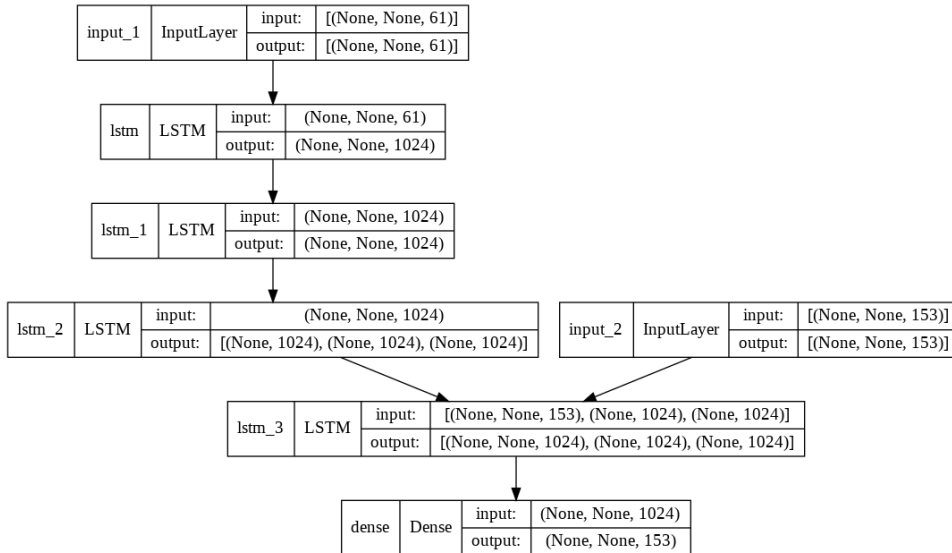 input_1 InputLayer input: [(None, None, 61)]
output: [(None, None, 61)]
lstm LSTM input: (None, None, 61)
output: (None, None, 1024)
lstm_1 LSTM input: (None, None, 1024)
output: (None, None, 1024)
lstm_2 LSTM input: (None, None, 1024)
output: [(None, 1024), (None, 1024), (None, 1024)]
input_2 InputLayer input: [(None, None, 153)]
output: [(None, None, 153)]
lstm_3 LSTM input: [(None, None, 153), (None, 1024), (None, 1024)]
output: [(None, None, 1024), (None, 1024), (None, 1024)]
dense Dense input: (None, None, 1024)
output: (None, None, 153)